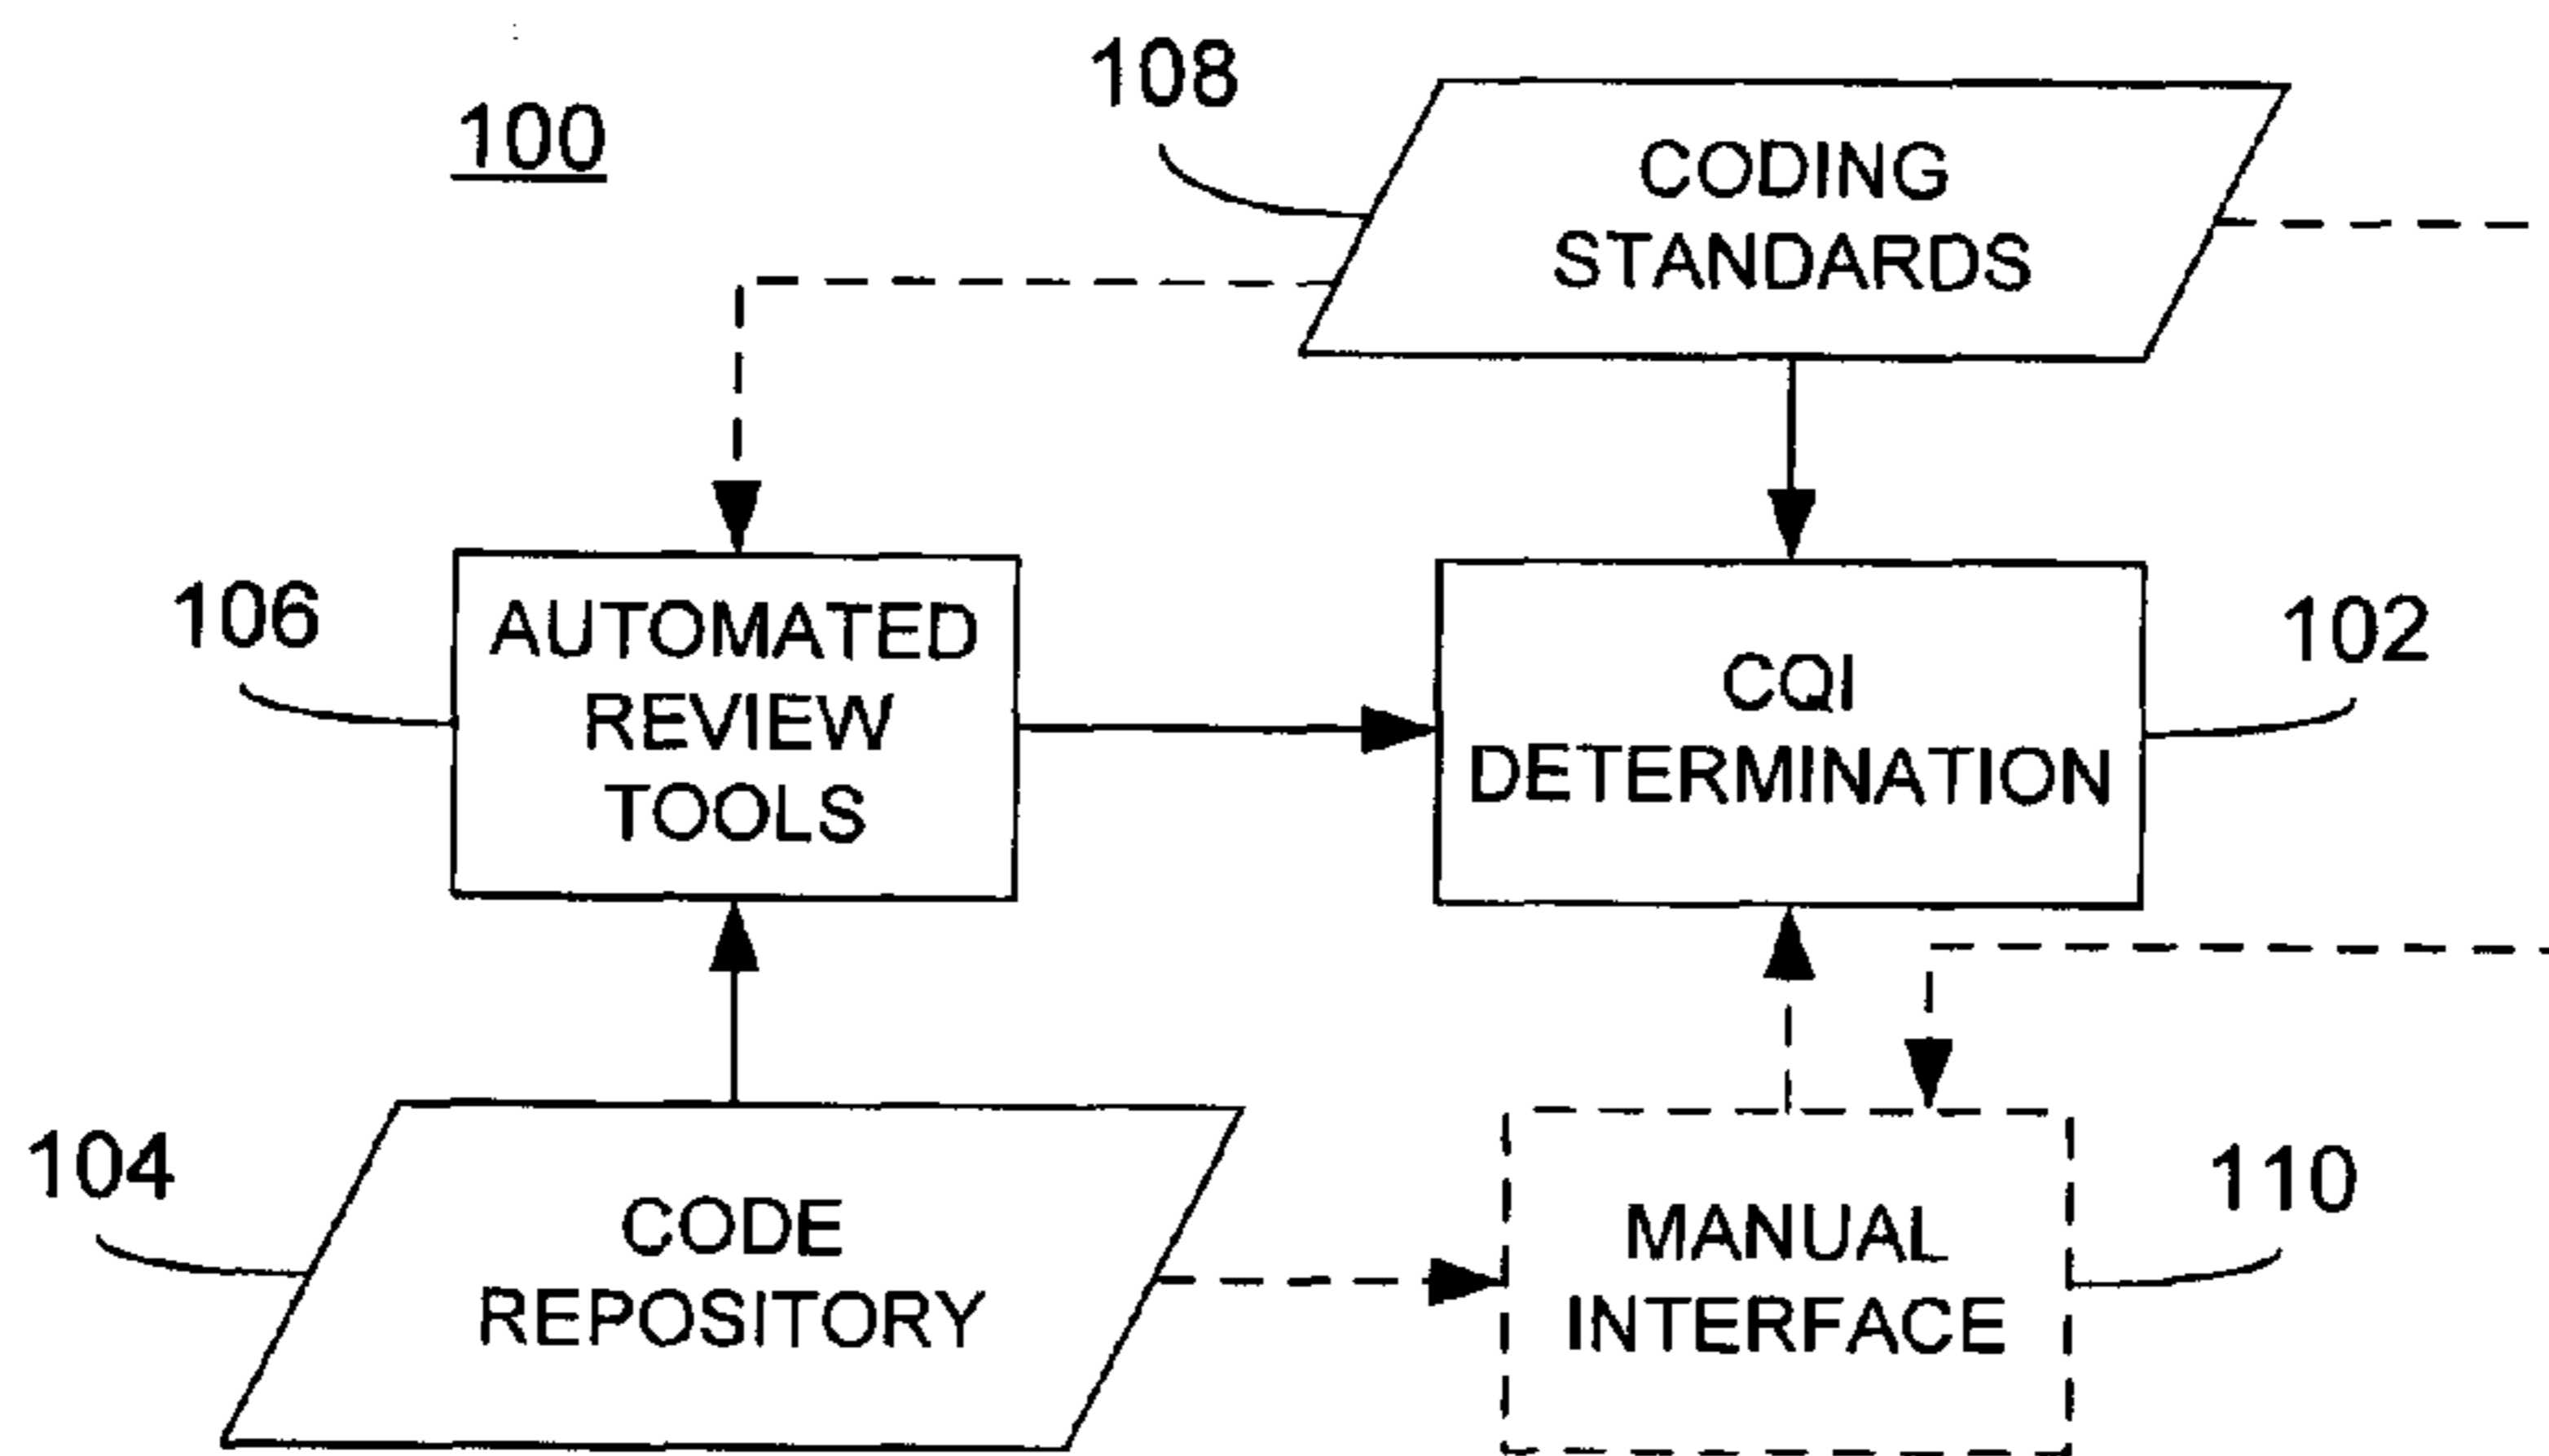 108
100
CODING
STANDARDS
106
AUTOMATED
REVIEW
TOOLS
CQI
DETERMINATION
102
104
CODE
REPOSITORY
MANUAL
INTERFACE
110